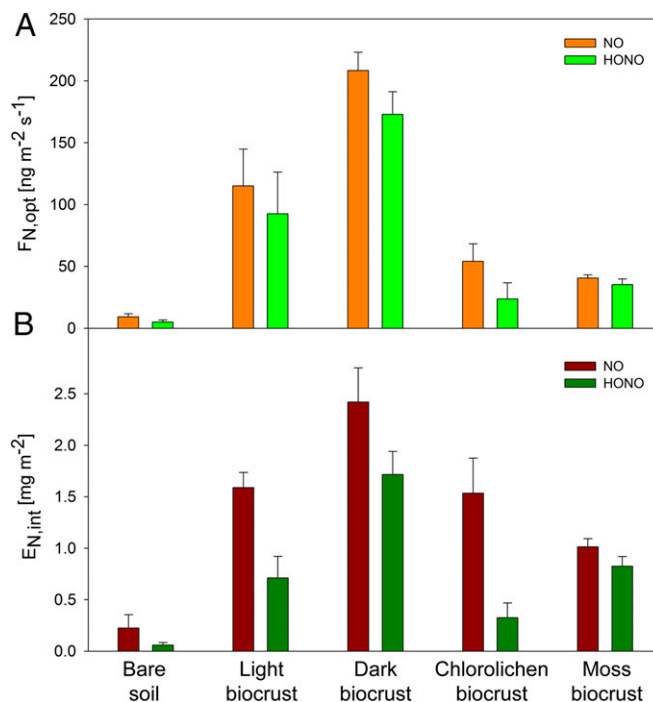 A
250
200
150
100
50
0
F_N,opt [ng m⁻² s⁻¹]
NO
HONO
B
2.5
2.0
1.5
1.0
0.5
0.0
E_N,int [mg m⁻²]
NO
HONO
Bare Light Dark Chlorolichen Moss
soil biocrust biocrust biocrust biocrust